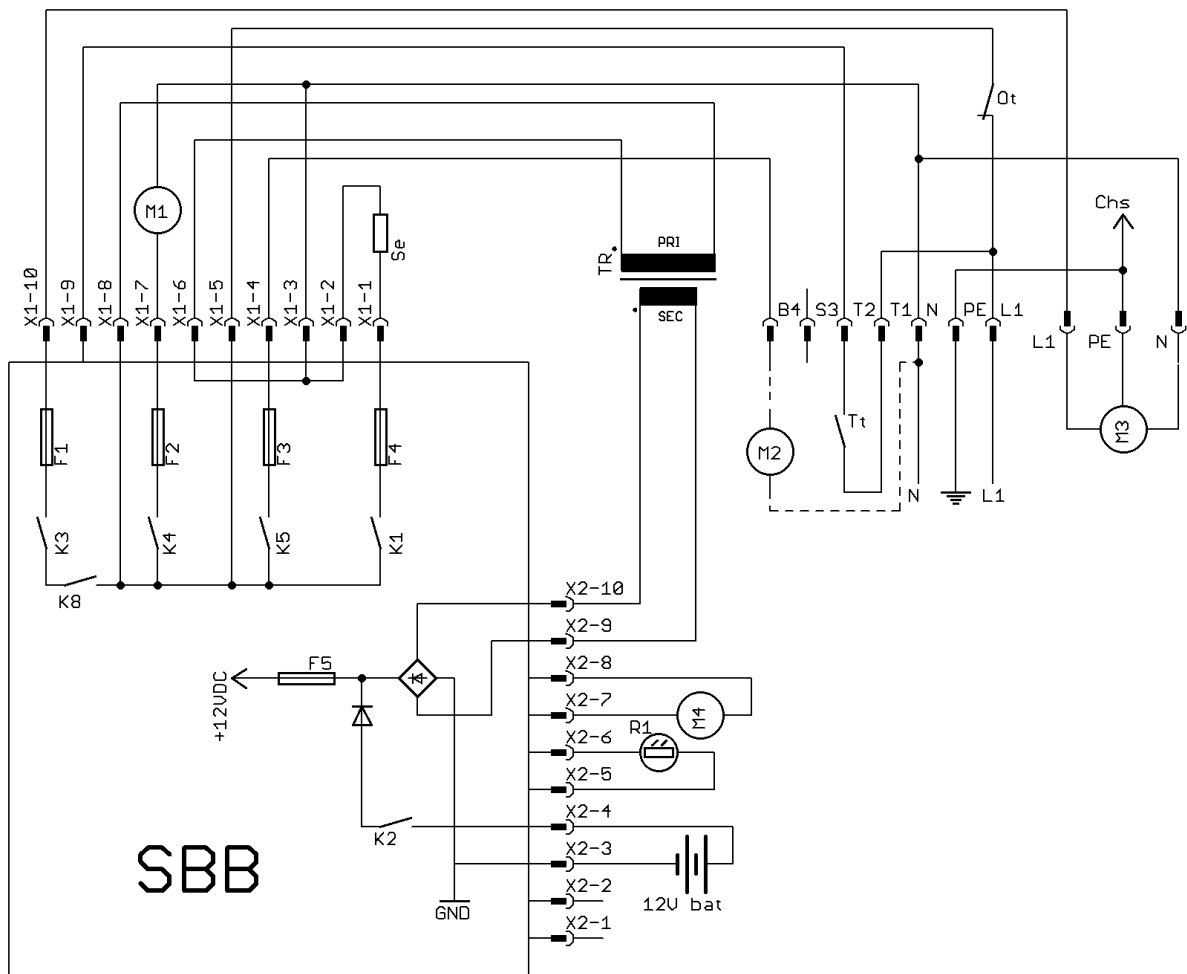 Ot
Chs
M1
Se
TR
PRI
SEC
X1-10
X1-9
X1-8
X1-7
X1-6
X1-5
X1-4
X1-3
X1-2
X1-1
B4
S3
T2
T1
N
PE
L1
L1
PE
N
M3
F1
F2
F3
F4
M2
Tt
N
L1
K3
K4
K5
K1
K8
X2-10
X2-9
X2-8
X2-7
X2-6
X2-5
X2-4
X2-3
X2-2
X2-1
F5
+12VDC
M4
R1
K2
SBB
GND
12V bat